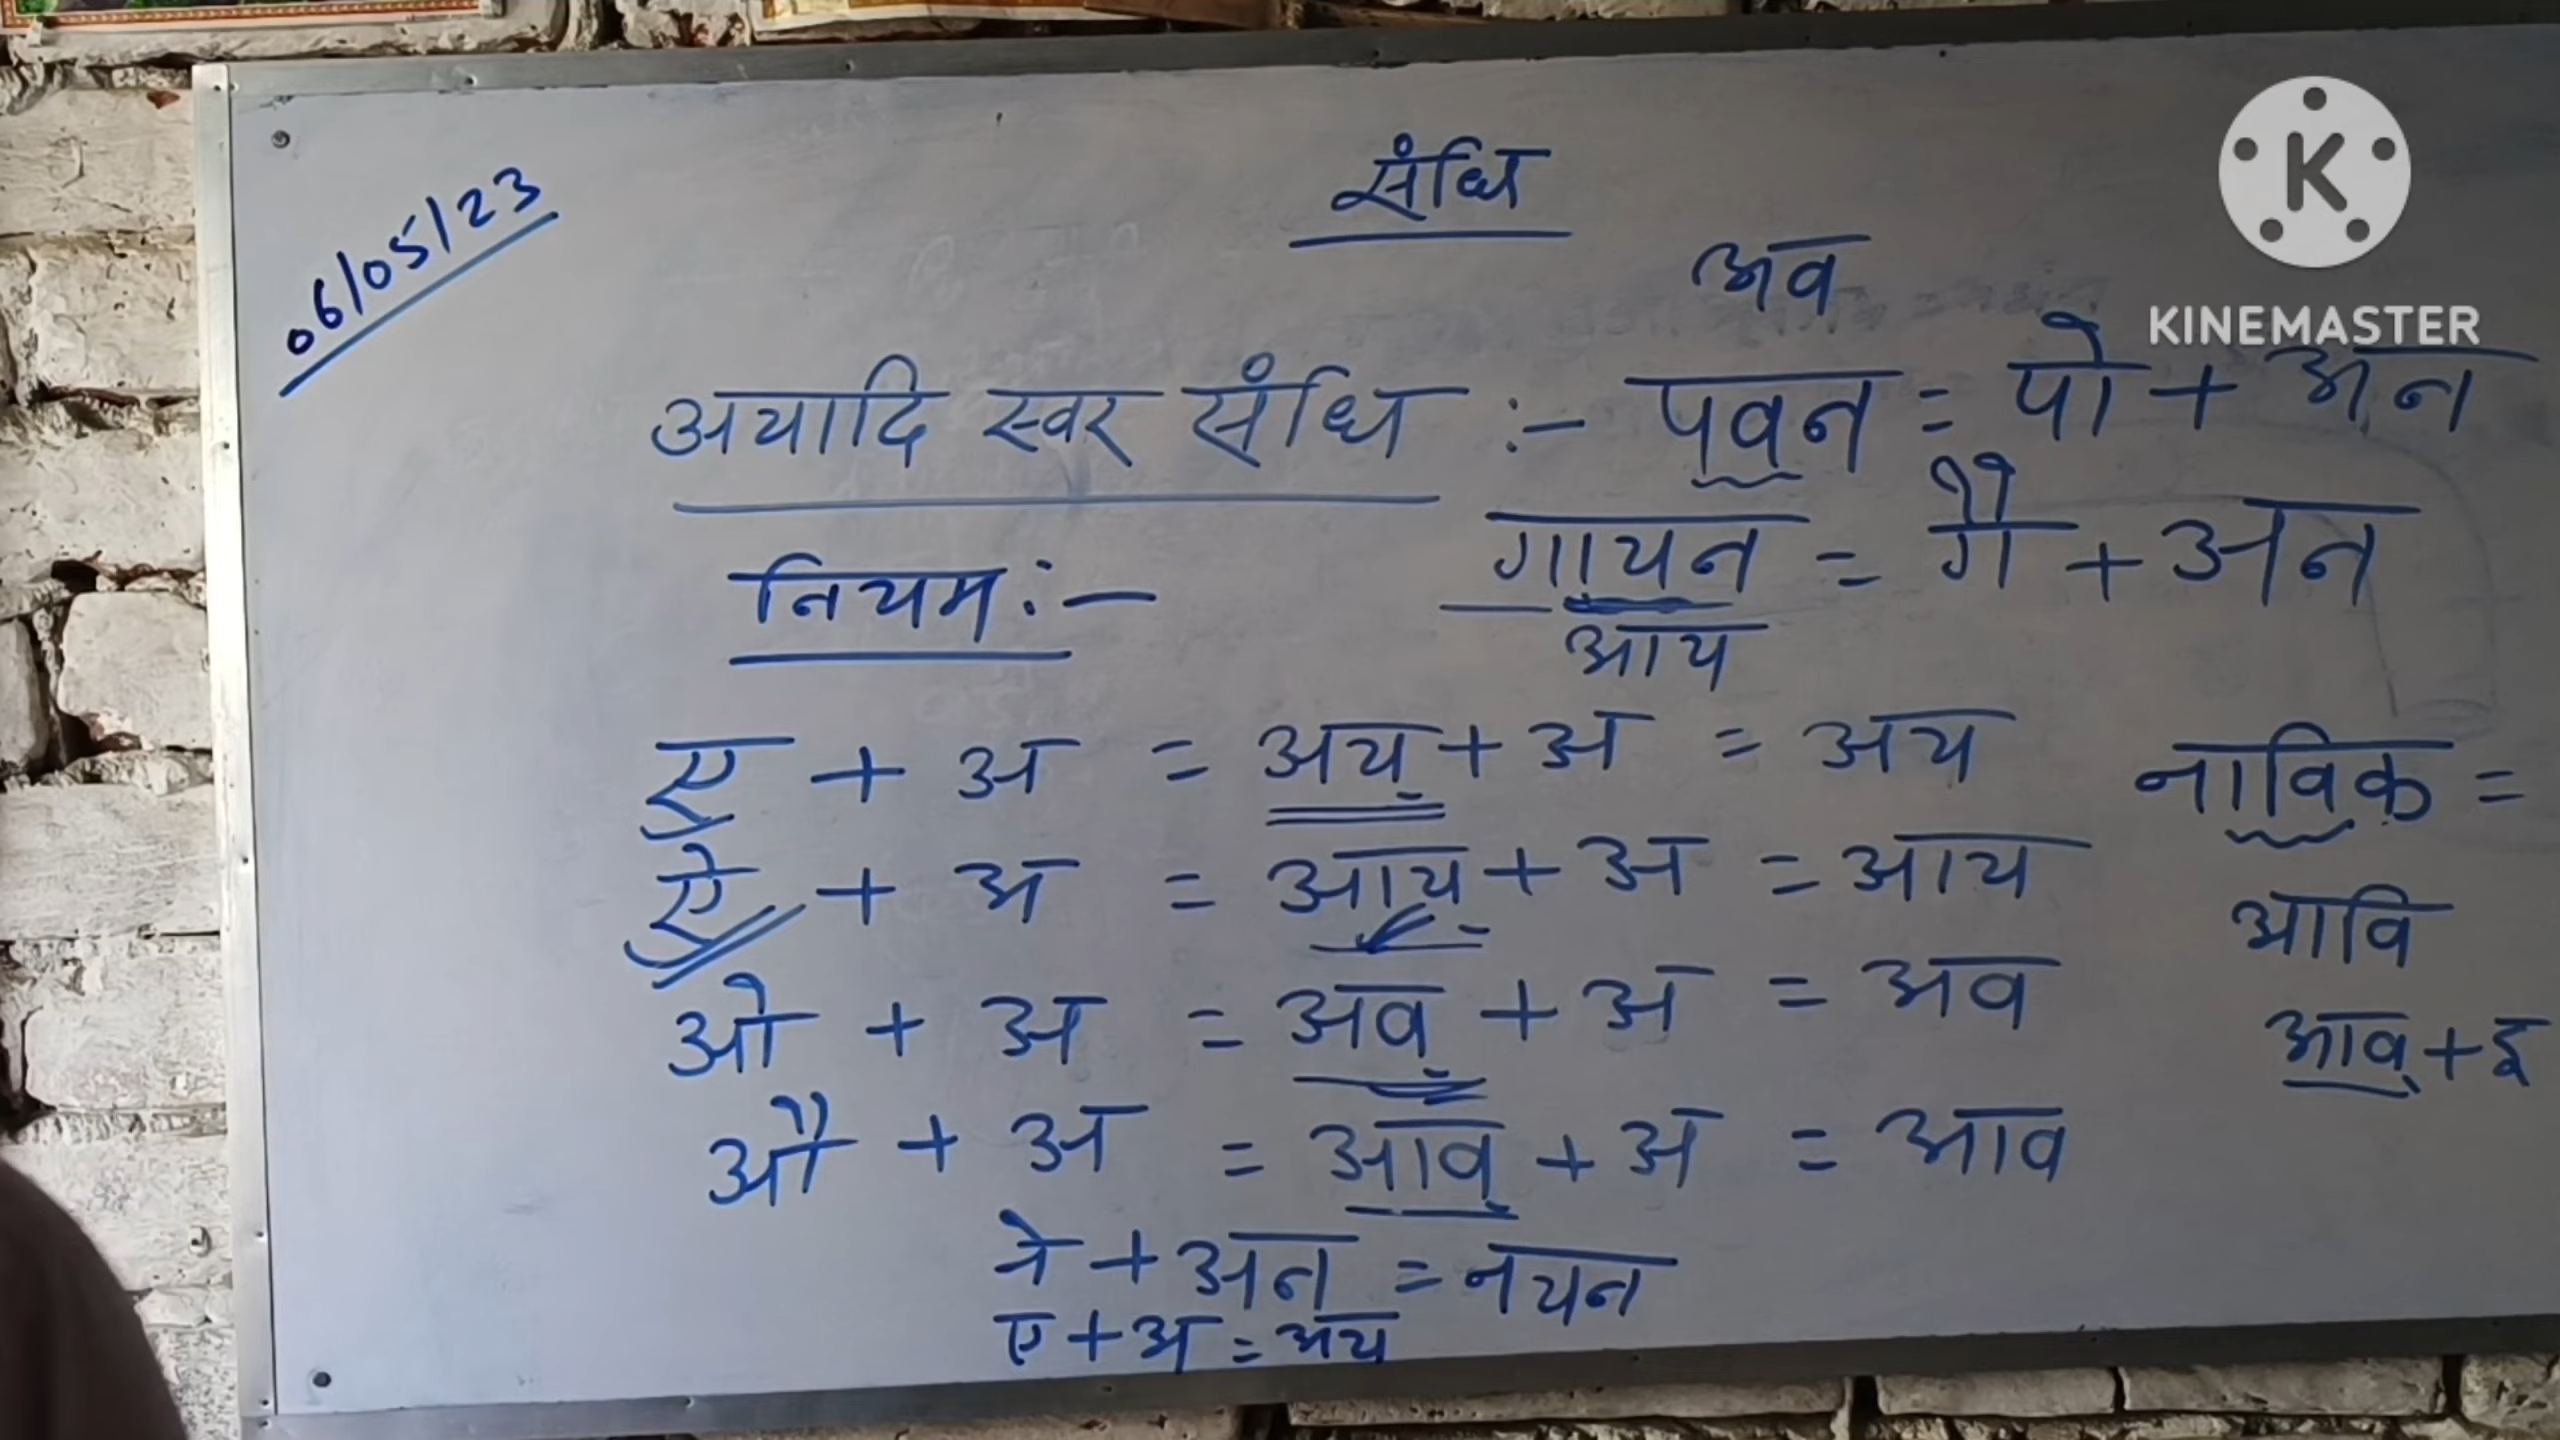 06/05/23
संधि
अव
अयादि स्वर संधि :- पवन = पो + अन
नियम :- गायन = गै + अन
आय
ए + अ = अय् + अ = अय
ऐ + अ = आय् + अ = आय
ओ + अ = अव् + अ = अव
औ + अ = आव् + अ = आव
नाविक =
आवि
आव् + इ
ने + अन = नयन
ए + अ = अय
K
KINEMASTER